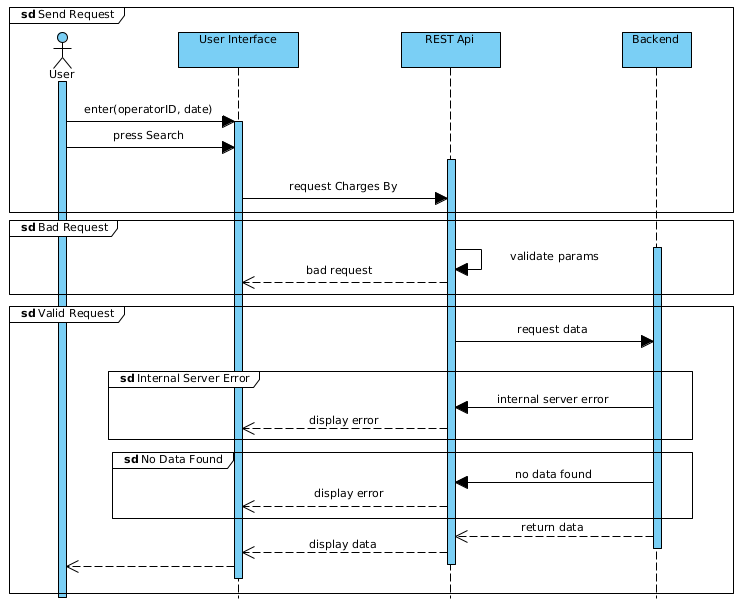 sd Send Request
User Interface
REST Api
Backend
User
enter(operatorID, date)
press Search
request Charges By
sd Bad Request
validate params
bad request
sd Valid Request
request data
sd Internal Server Error
internal server error
display error
sd No Data Found
no data found
display error
return data
display data